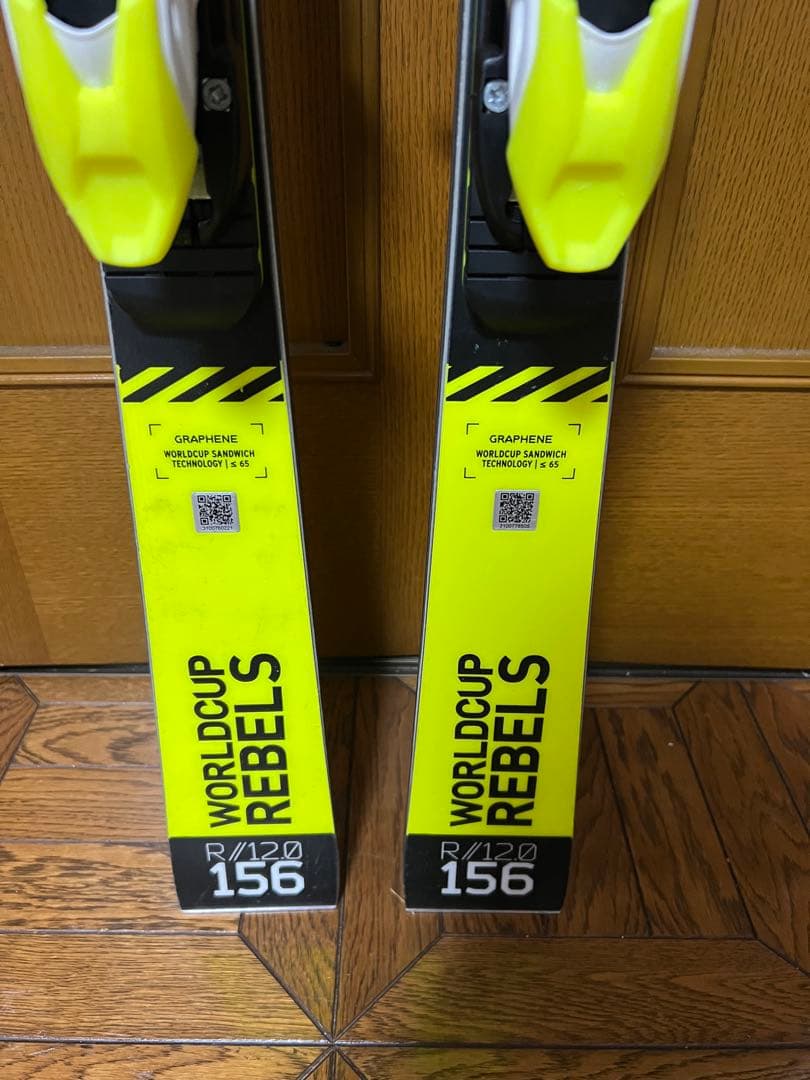 GRAPHENE
WORLDCUP SANDWICH
TECHNOLOGY | ≤ 65
WORLDCUP
REBELS
R//12.0
156
GRAPHENE
WORLDCUP SANDWICH
TECHNOLOGY | ≤ 65
WORLDCUP
REBELS
R//12.0
156